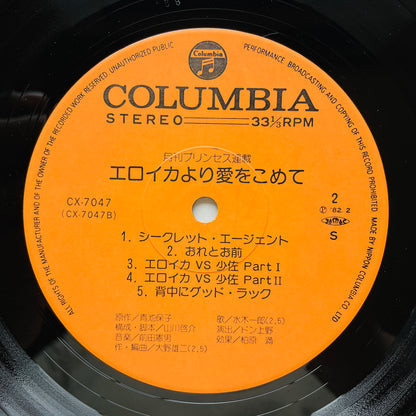 ALL RIGHTS OF THE MANUFACTURER AND OF THE OWNER OF THE RECORDED WORK RESERVED. UNAUTHORIZED PUBLIC PERFORMANCE, BROADCASTING AND COPYING OF THIS RECORD PROHIBITED
MADE BY NIPPON COLUMBIA CO LTD
Columbia
COLUMBIA
STEREO 33⅓RPM
月刊プリンセス連載
エロイカより愛をこめて
CX-7047
(CX-7047B)
2
Ⓟ '82. 2
S
1. シークレット・エージェント
2. おれとお前
3. エロイカ VS 少佐 Part I
4. エロイカ VS 少佐 Part II
5. 背中にグッド・ラック
原作/青池保子
構成・脚本/山川啓介
音楽/前田憲男
作・編曲/大野雄二(2,5)
歌/水木一郎(2,5)
演出/ドン上野
効果/柏原 満